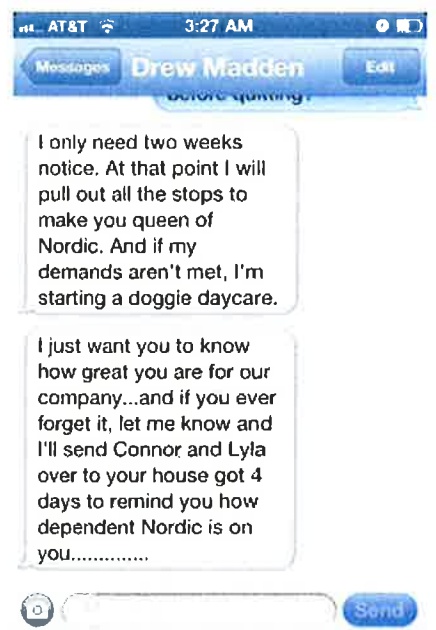 AT&T 3:27 AM
Messages Drew Madden Edit
before quitting?
I only need two weeks
notice. At that point I will
pull out all the stops to
make you queen of
Nordic. And if my
demands aren't met, I'm
starting a doggie daycare.
I just want you to know
how great you are for our
company...and if you ever
forget it, let me know and
I'll send Connor and Lyla
over to your house got 4
days to remind you how
dependent Nordic is on
you..............
Send